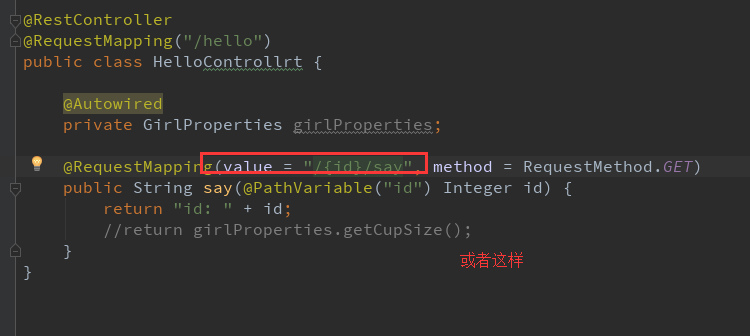 @RestController
@RequestMapping("/hello")
public class HelloControllrt {
@Autowired
private GirlProperties girlProperties;
@RequestMapping(value = "/{id}/say", method = RequestMethod.GET)
public String say(@PathVariable("id") Integer id) {
return "id: " + id;
//return girlProperties.getCupSize();
}
或者这样
}